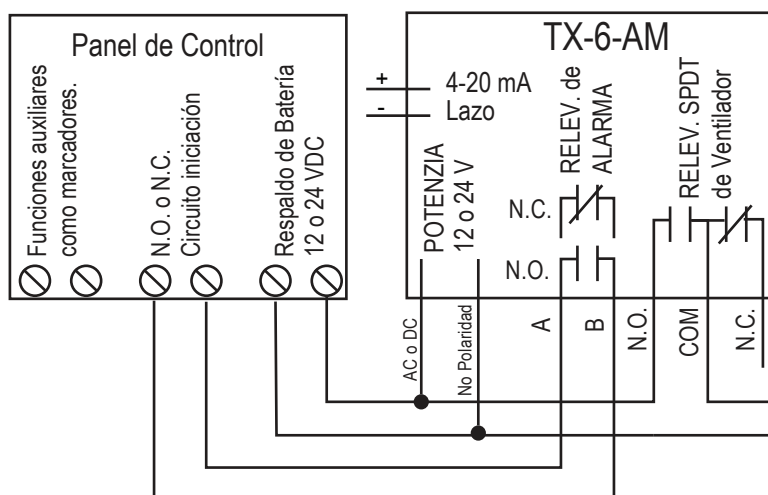 Panel de Control
Funciones auxiliares
como marcadores.
N.O. o N.C.
Circuito iniciación
Respaldo de Batería
12 o 24 VDC
TX-6-AM
+ 4-20 mA
- Lazo
POTENZIA
12 o 24 V
RELEV. de
ALARMA
N.C.
N.O.
RELEV. SPDT
de Ventilador
AC o DC
No Polaridad
A
B
N.O.
COM
N.C.